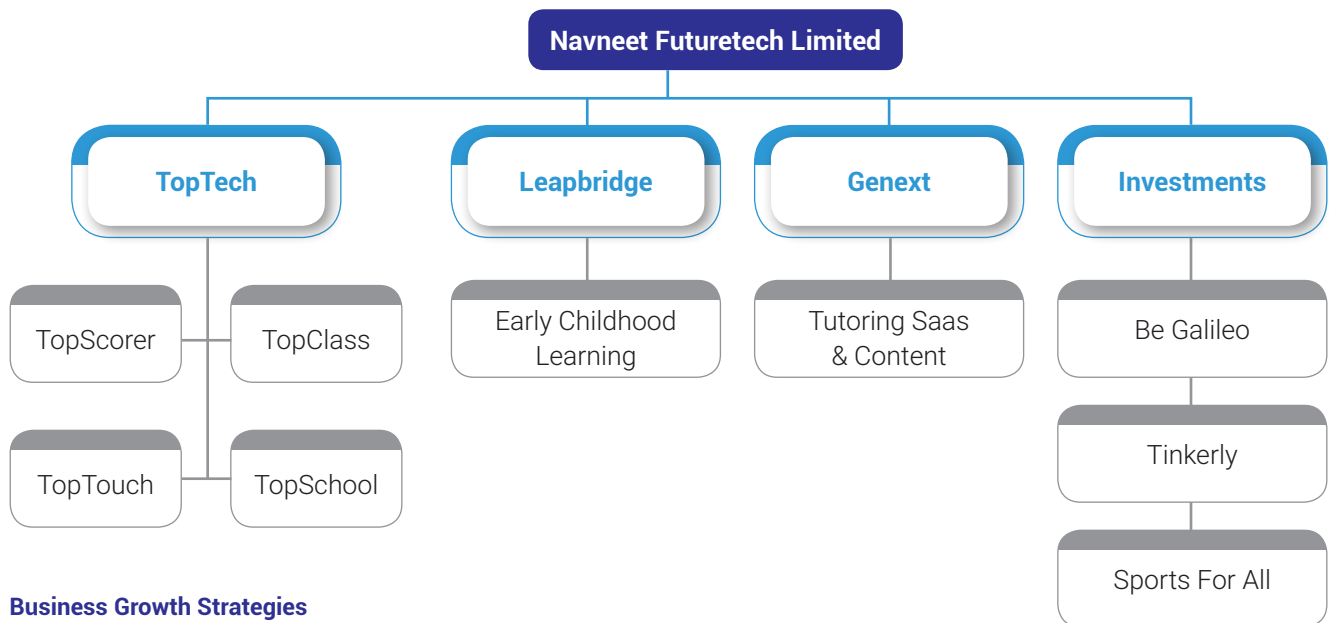 Navneet Futuretech Limited
TopTech
Leapbridge
Genext
Investments
TopScorer
TopClass
TopTouch
TopSchool
Early Childhood
Learning
Tutoring Saas
& Content
Be Galileo
Tinkerly
Sports For All
Business Growth Strategies